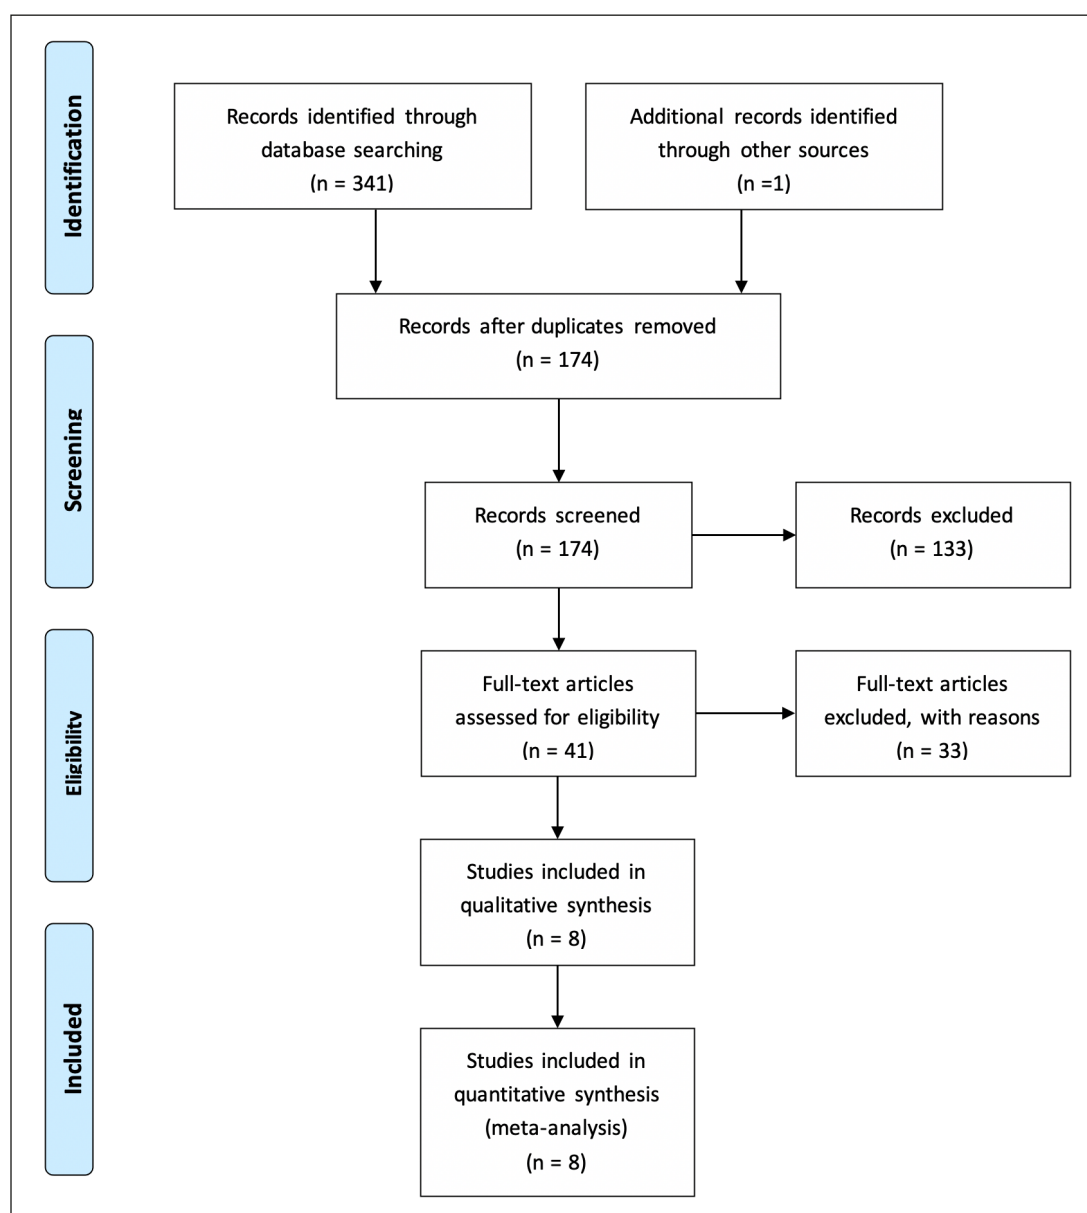 Identification
Records identified through
database searching
(n = 341)
Additional records identified
through other sources
(n =1)
Records after duplicates removed
(n = 174)
Screening
Records screened
(n = 174)
Records excluded
(n = 133)
Eligibility
Full-text articles
assessed for eligibility
(n = 41)
Full-text articles
excluded, with reasons
(n = 33)
Studies included in
qualitative synthesis
(n = 8)
Included
Studies included in
quantitative synthesis
(meta-analysis)
(n = 8)